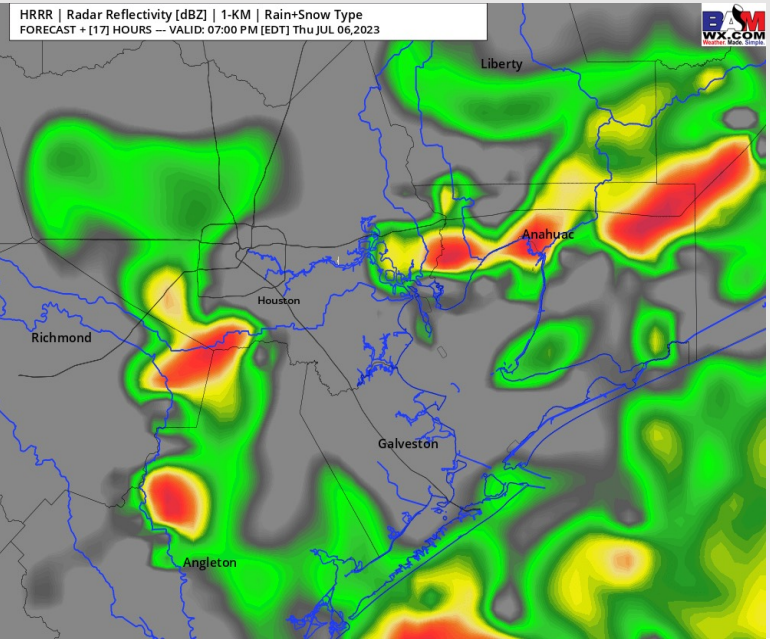 HRRR | Radar Reflectivity [dBZ] | 1-KM | Rain+Snow Type
FORECAST + [17] HOURS --- VALID: 07:00 PM [EDT] Thu JUL 06,2023
BAM
WX.COM
Weather. Made. Simple.
Liberty
Anahuac
Houston
Richmond
Galveston
Angleton